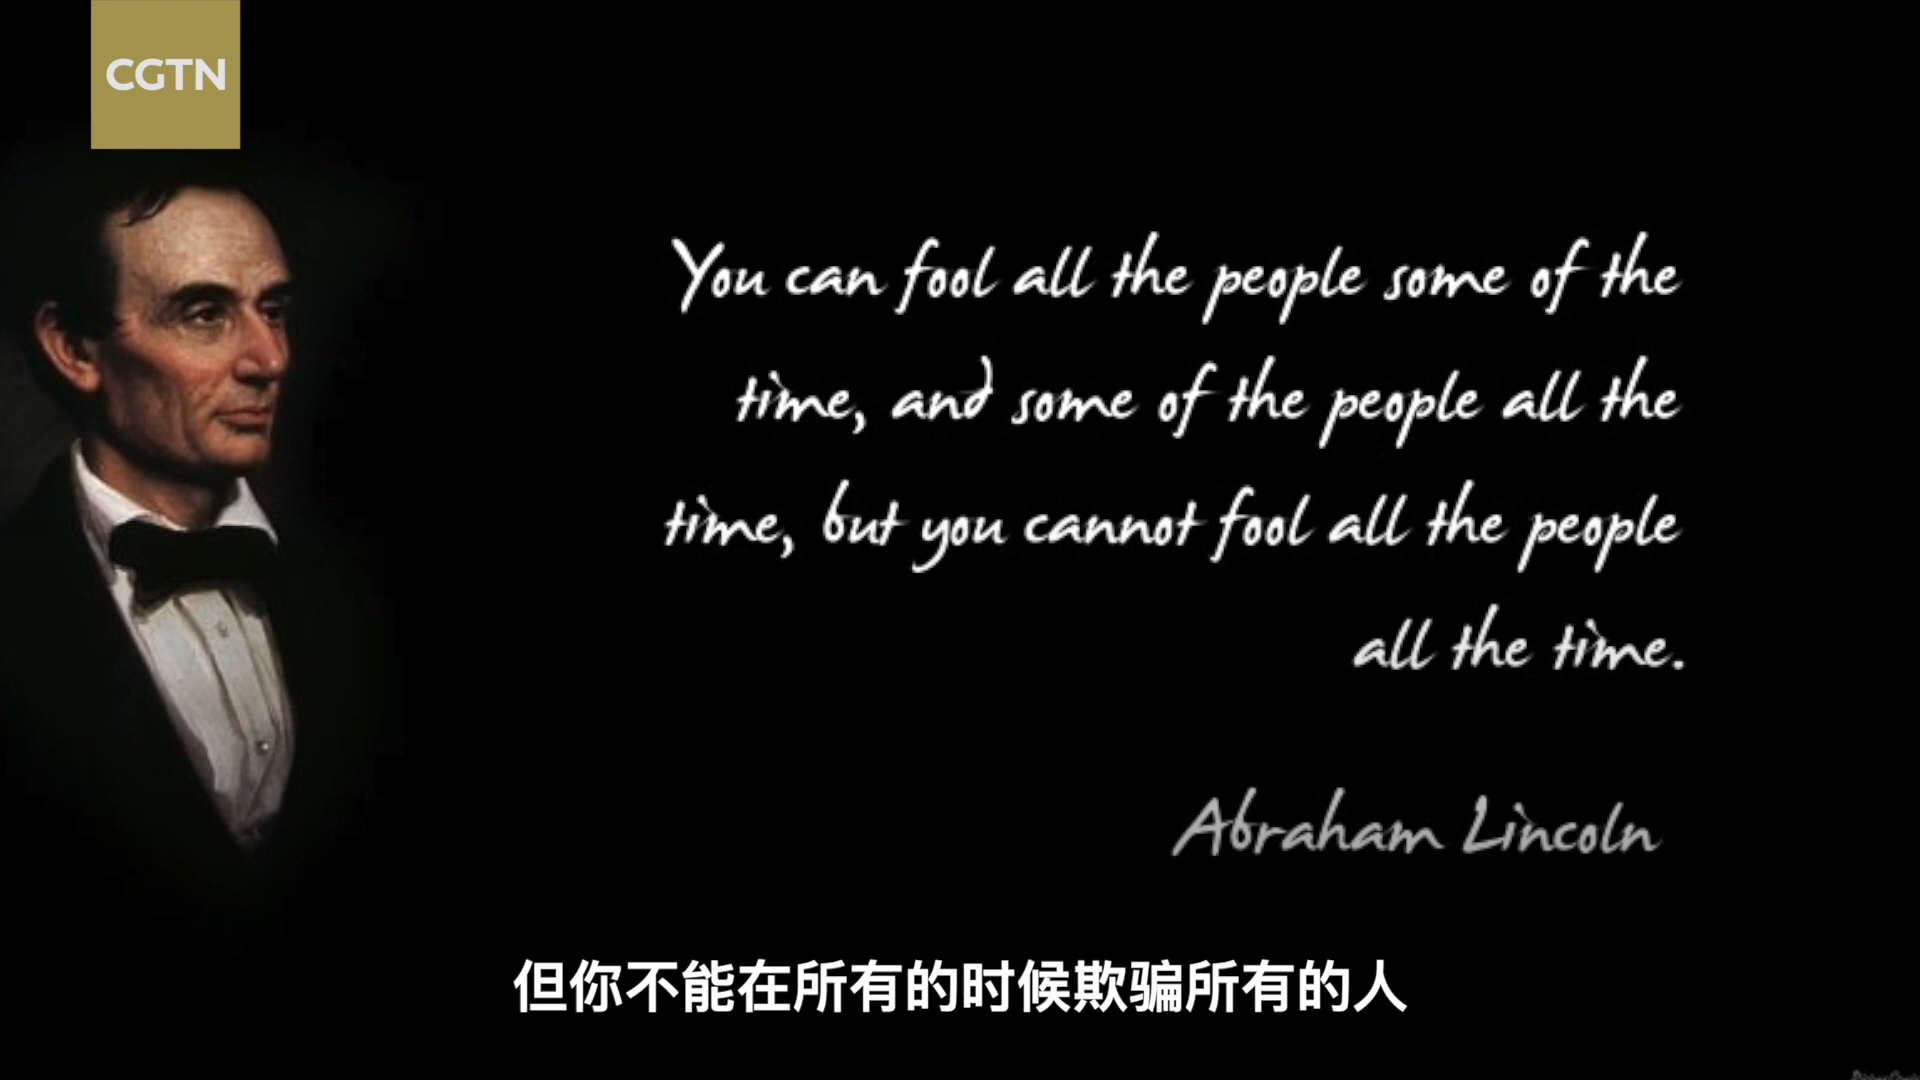 CGTN
You can fool all the people some of the
time, and some of the people all the
time, but you cannot fool all the people
all the time.
Abraham Lincoln
但你不能在所有的时候欺骗所有的人